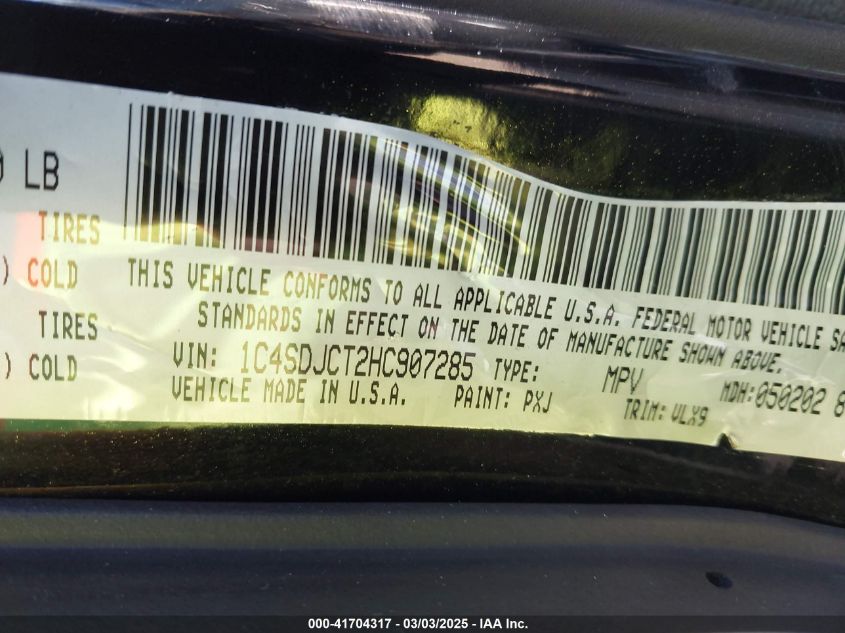 LB
TIRES
) COLD
TIRES
) COLD
THIS VEHICLE CONFORMS TO ALL APPLICABLE U.S.A. FEDERAL MOTOR VEHICLE SA
STANDARDS IN EFFECT ON THE DATE OF MANUFACTURE SHOWN ABOVE.
VIN: 1C4SDJCT2HC907285 TYPE: MPV MDH:050202 8
VEHICLE MADE IN U.S.A. PAINT: PXJ TRIM: VLX9
000-41704317 — 03/03/2025 — IAA Inc.